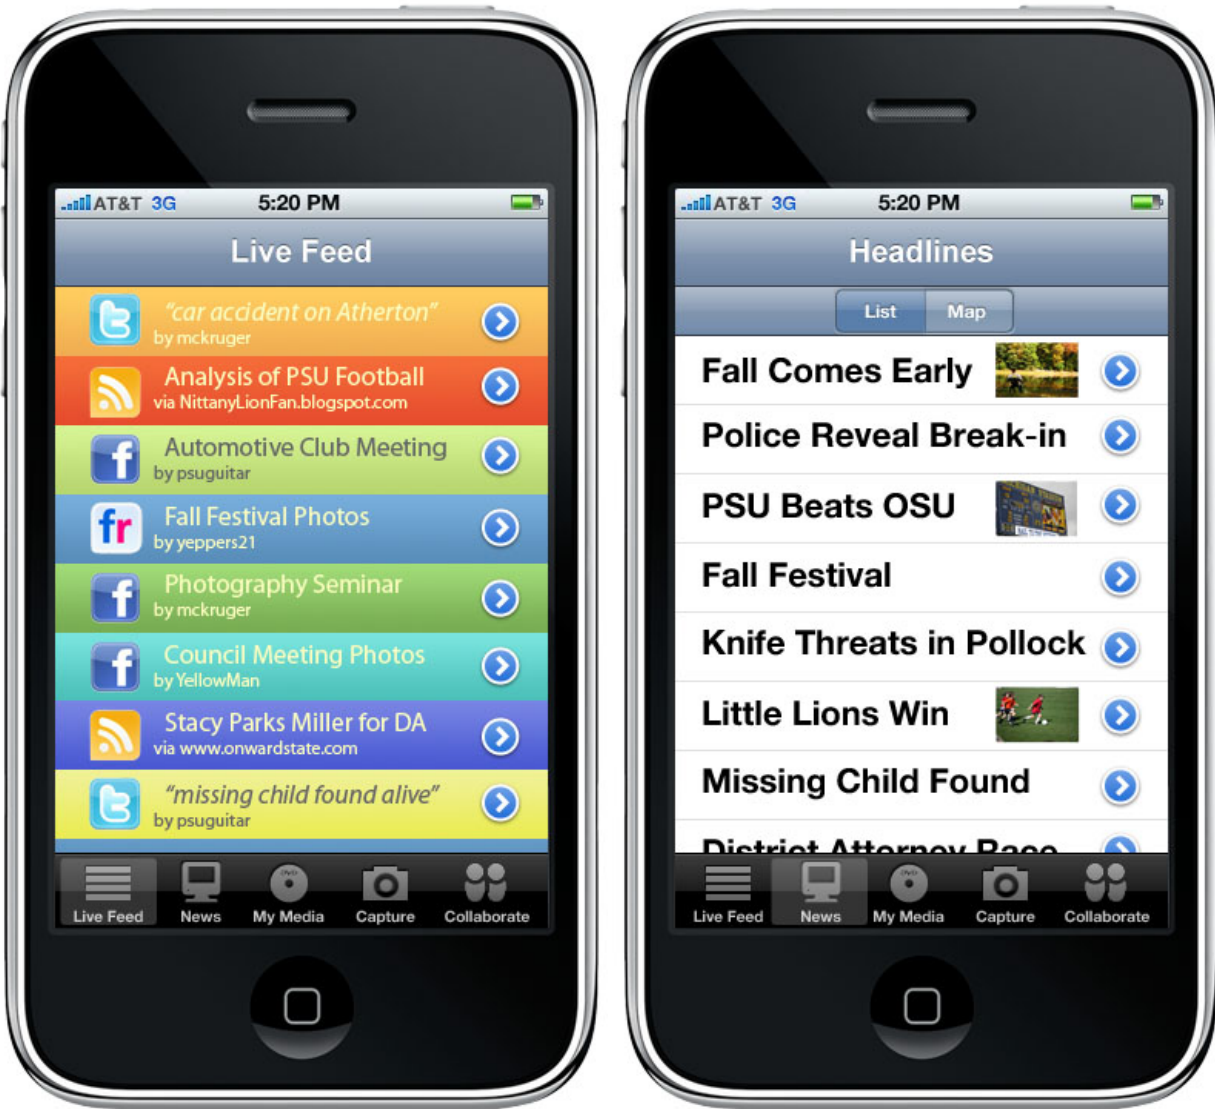 AT&T 3G 5:20 PM
Live Feed
"car accident on Atherton"
by mckruger
Analysis of PSU Football
via NittanyLionFan.blogspot.com
Automotive Club Meeting
by psuguitar
fr
Fall Festival Photos
by yeppers21
Photography Seminar
by mckruger
Council Meeting Photos
by YellowMan
Stacy Parks Miller for DA
via www.onwardstate.com
"missing child found alive"
by psuguitar
Live Feed News My Media Capture Collaborate
AT&T 3G 5:20 PM
Headlines
List Map
Fall Comes Early
Police Reveal Break-in
PSU Beats OSU
Fall Festival
Knife Threats in Pollock
Little Lions Win
Missing Child Found
District Attorney Race
Live Feed News My Media Capture Collaborate